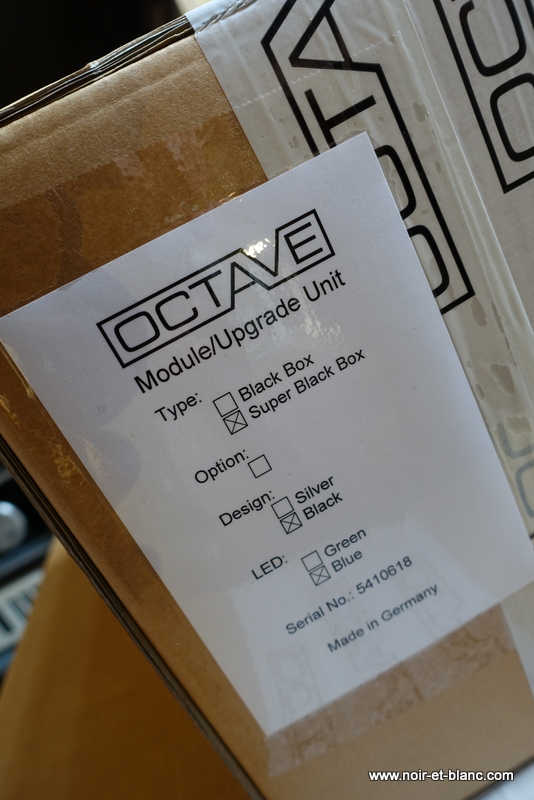 OCTAVE
OCTAVE
Module/Upgrade Unit
Type: ☐ Black Box
☒ Super Black Box
Option: ☐
Design: ☐ Silver
☒ Black
LED: ☐ Green
☒ Blue
Serial No.: 5410618
Made in Germany
www.noir-et-blanc.com